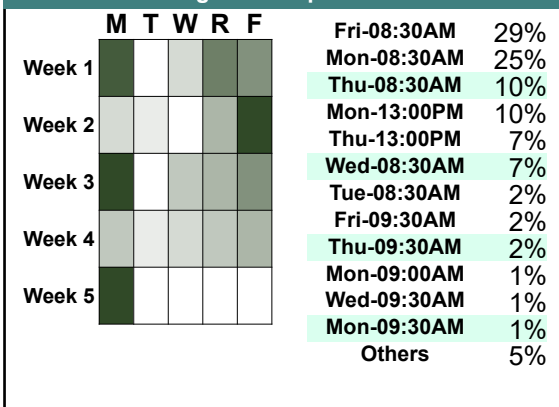 M T W R F
Week 1
Week 2
Week 3
Week 4
Week 5
Fri-08:30AM 29%
Mon-08:30AM 25%
Thu-08:30AM 10%
Mon-13:00PM 10%
Thu-13:00PM 7%
Wed-08:30AM 7%
Tue-08:30AM 2%
Fri-09:30AM 2%
Thu-09:30AM 2%
Mon-09:00AM 1%
Wed-09:30AM 1%
Mon-09:30AM 1%
Others 5%